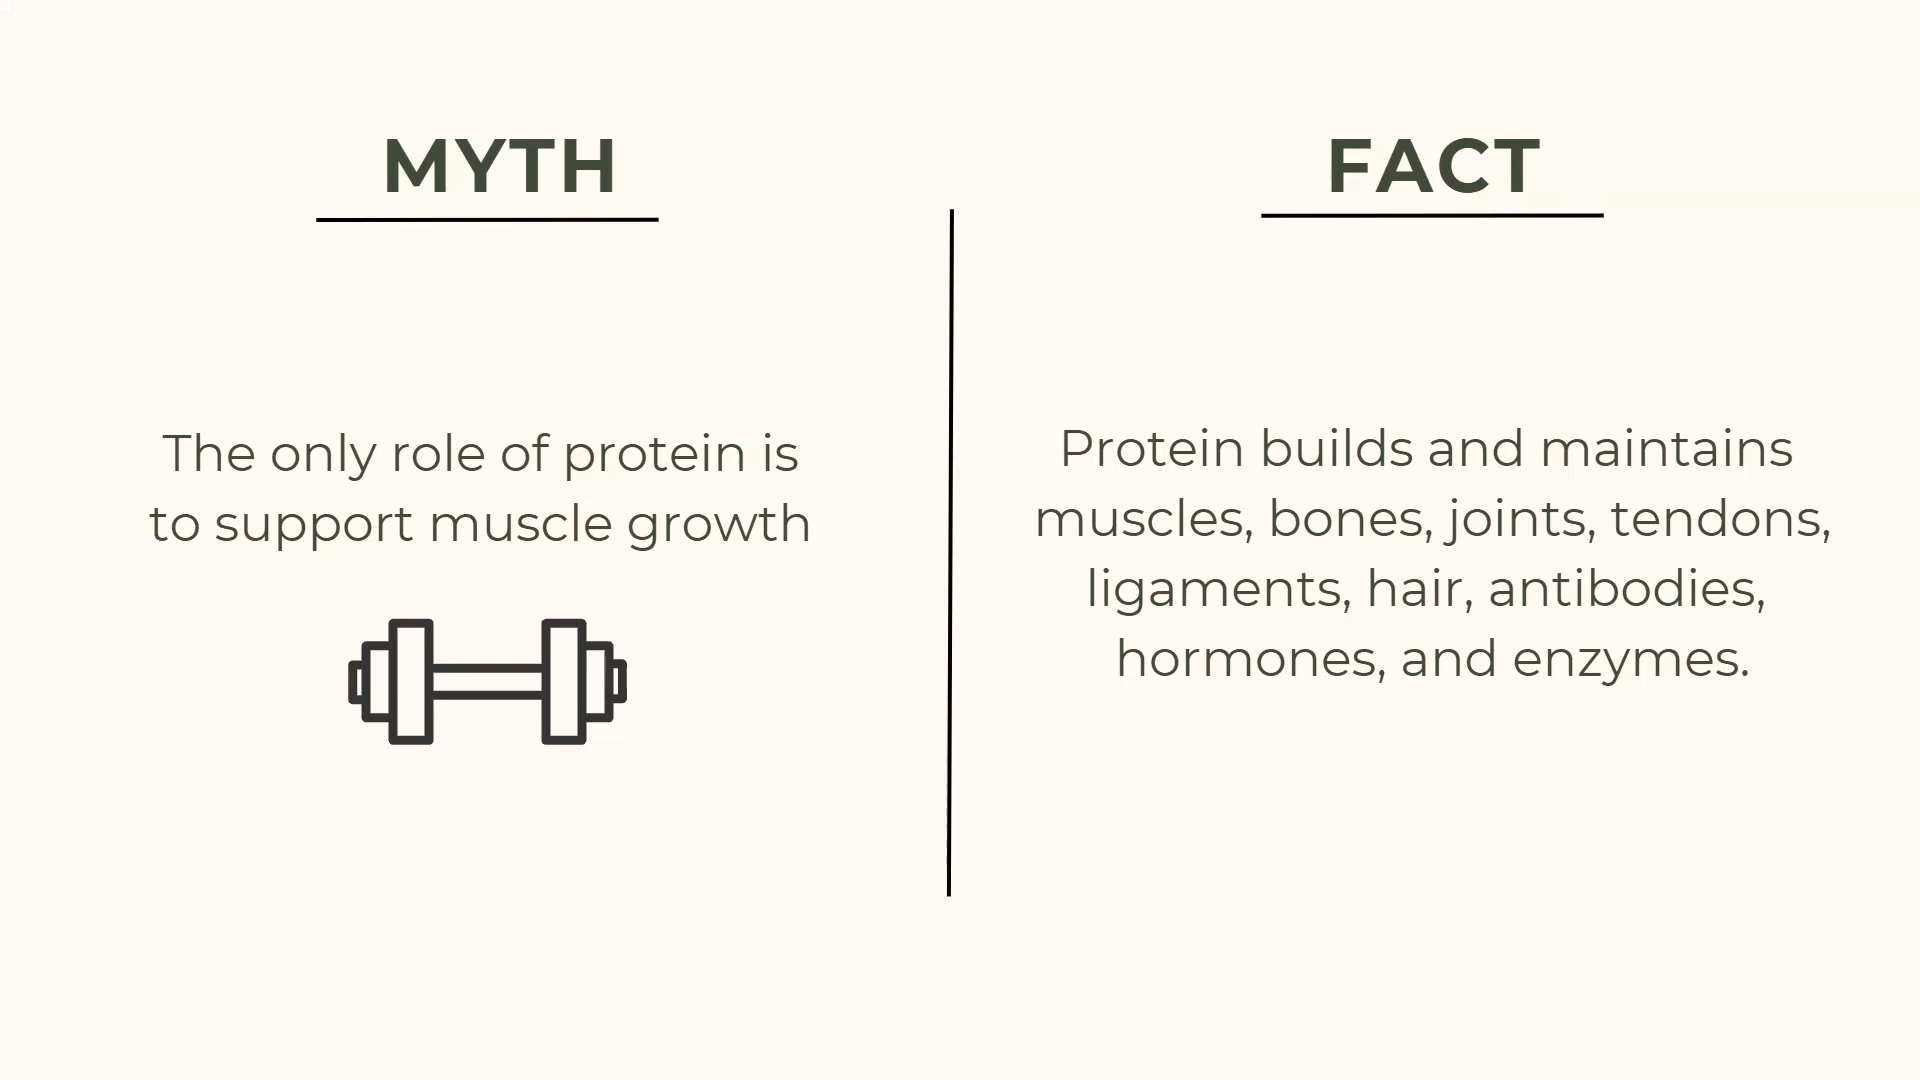 MYTH
The only role of protein is
to support muscle growth
FACT
Protein builds and maintains
muscles, bones, joints, tendons,
ligaments, hair, antibodies,
hormones, and enzymes.